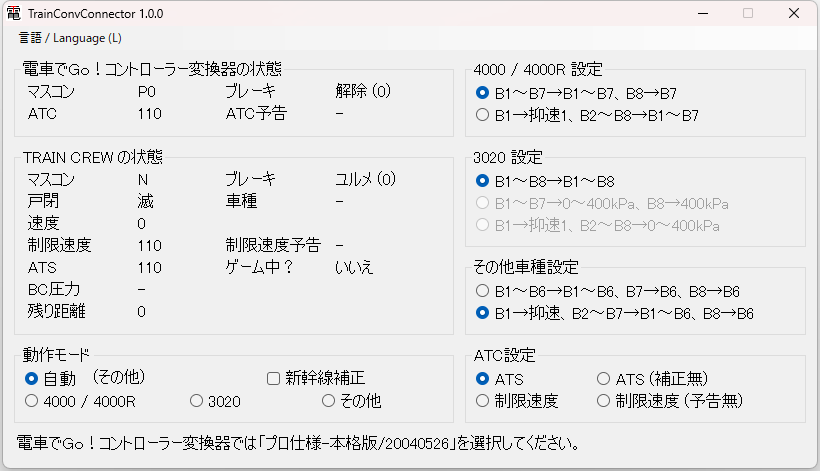 電 TrainConvConnector 1.0.0
言語 / Language (L)
電車でGo！コントローラー変換器の状態
マスコン P0 ブレーキ 解除(0)
ATC 110 ATC予告 -
TRAIN CREW の状態
マスコン N ブレーキ ユルメ(0)
戸閉 滅 車種 -
速度 0
制限速度 110 制限速度予告 -
ATS 110 ゲーム中？ いいえ
BC圧力 -
残り距離 0
動作モード
自動 (その他) 新幹線補正
4000 / 4000R 3020 その他
4000 / 4000R 設定
B1～B7→B1～B7、B8→B7
B1→抑速1、B2～B8→B1～B7
3020 設定
B1～B8→B1～B8
B1～B7→0～400kPa、B8→400kPa
B1→抑速1、B2～B8→0～400kPa
その他車種設定
B1～B6→B1～B6、B7→B6、B8→B6
B1→抑速、B2～B7→B1～B6、B8→B6
ATC設定
ATS ATS(補正無)
制限速度 制限速度(予告無)
電車でGo！コントローラー変換器では「プロ仕様-本格版/20040526」を選択してください。